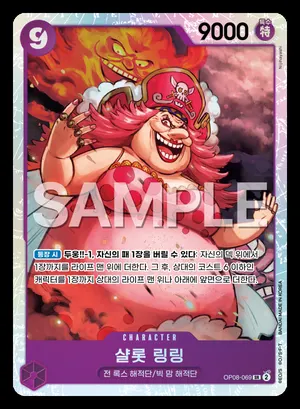 9
9000
특수
특
SAMPLE
등장 시 두웅!!-1, 자신의 패 1장을 버릴 수 있다: 자신의 덱 위에서
1장까지를 라이프 맨 위에 더한다. 그 후, 상대의 코스트 6 이하인
캐릭터를 1장까지 상대의 라이프 맨 위나 아래에 앞면으로 더한다.
CHARACTER
샬롯 링링
전 록스 해적단/빅 맘 해적단
OP08-069 SR 2